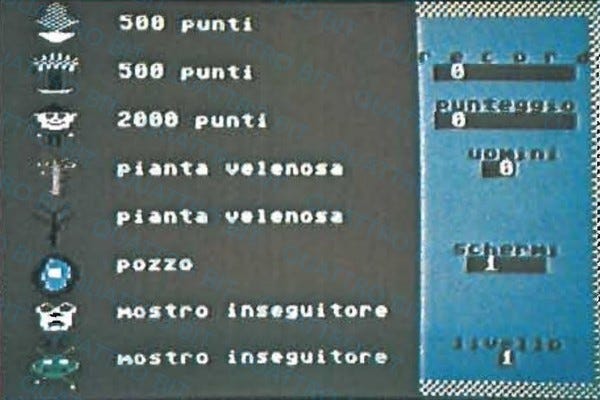 500 punti
500 punti
2000 punti
pianta velenosa
pianta velenosa
pozzo
mostro inseguitore
mostro inseguitore
record
0
punteggio
0
uomini
0
schermi
1
livello
1